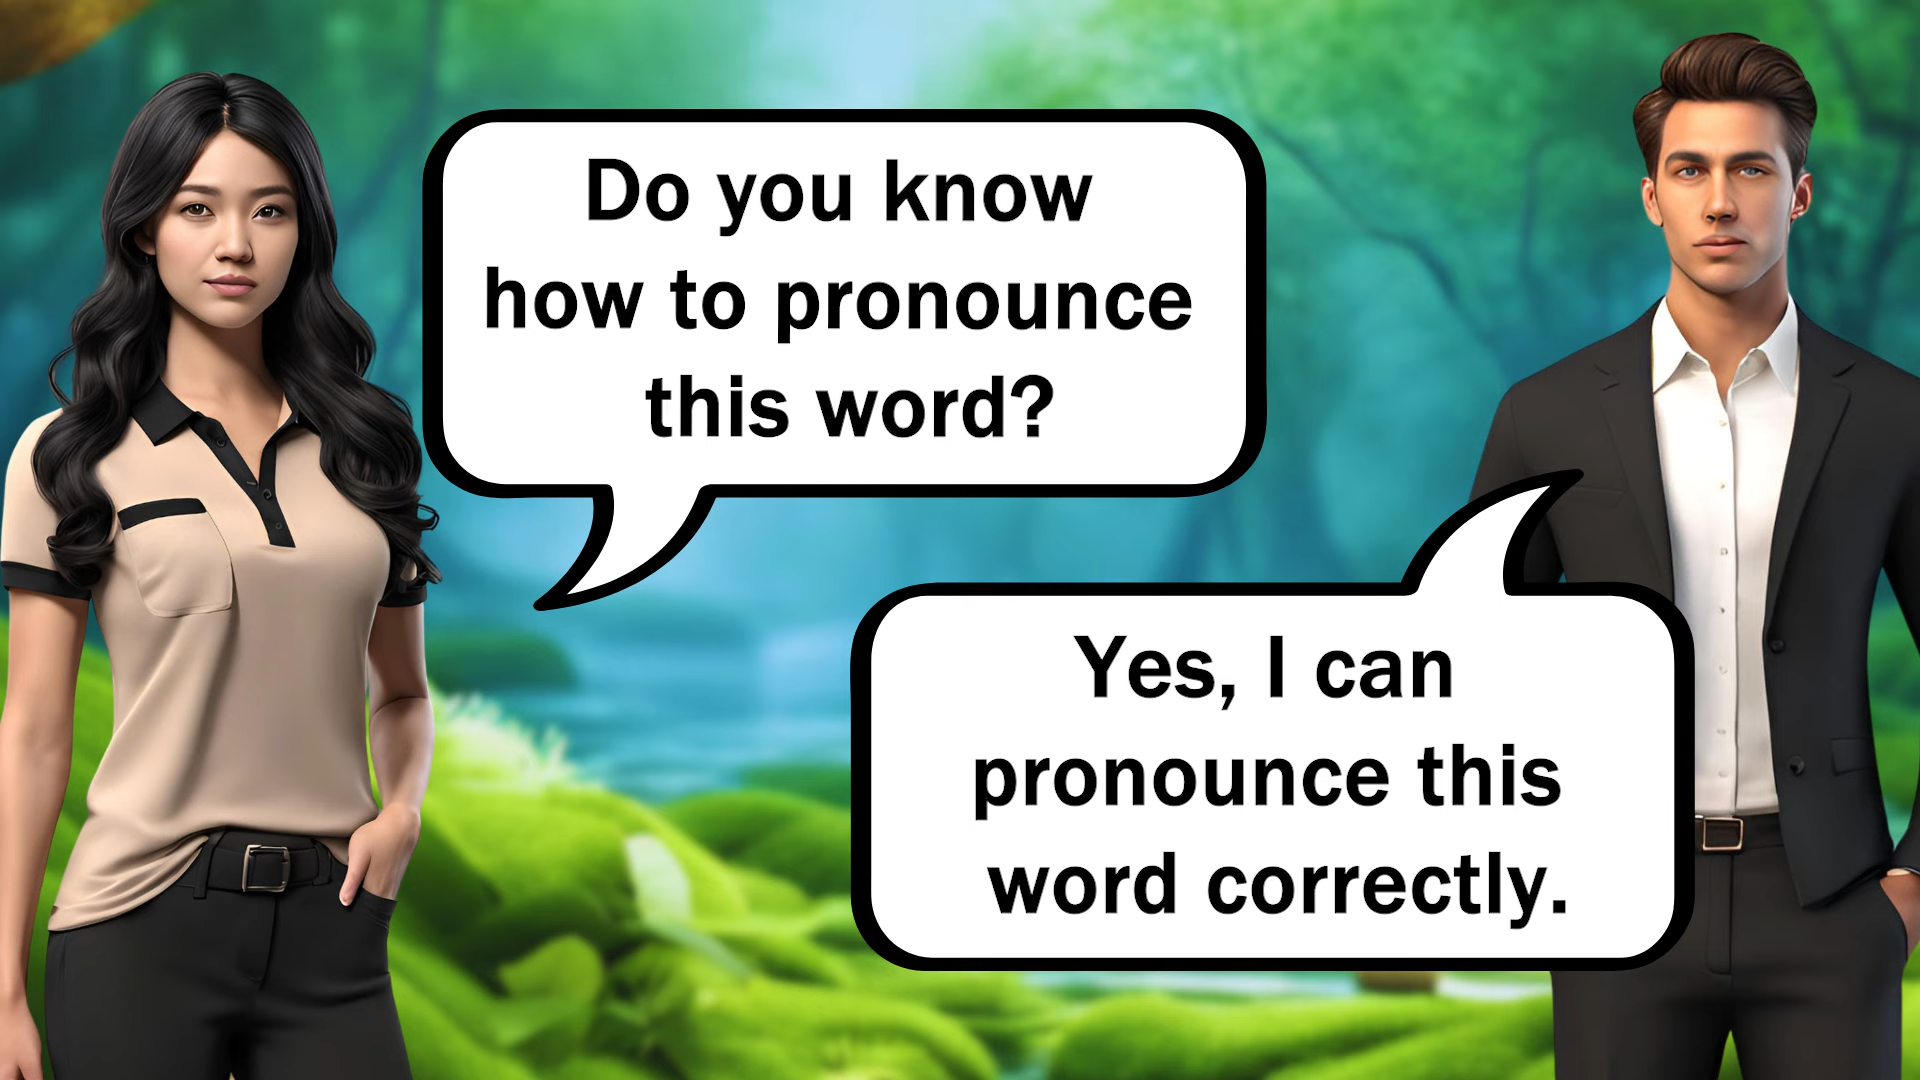 Do you know
how to pronounce
this word?
Yes, I can
pronounce this
word correctly.